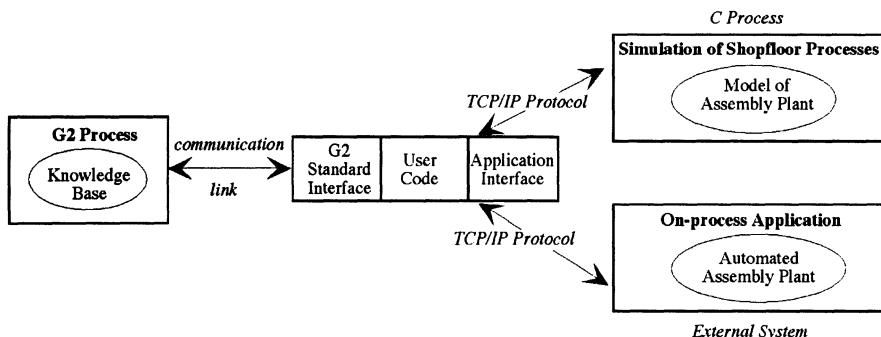 C Process
Simulation of Shopfloor Processes
Model of
Assembly Plant
TCP/IP Protocol
G2 Process
Knowledge
Base
communication
link
G2
Standard
Interface
User
Code
Application
Interface
TCP/IP Protocol
On-process Application
Automated
Assembly Plant
External System